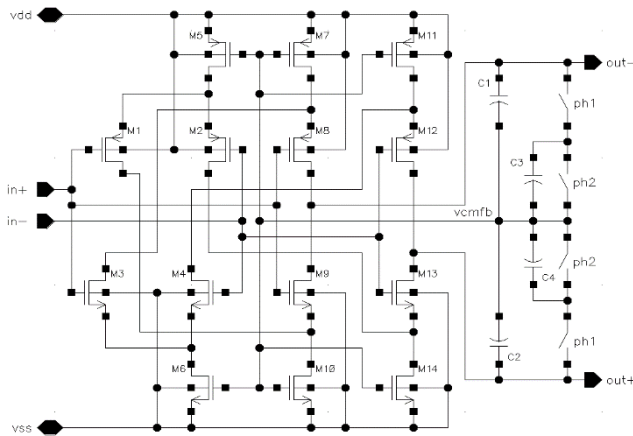 vdd
M5
M7
M11
out-
C1
ph1
M1
M2
M8
M12
C3
ph2
in+
in-
vcmfb
M3
M4
M9
M13
C4
ph2
M6
M10
M14
C2
ph1
out+
vss